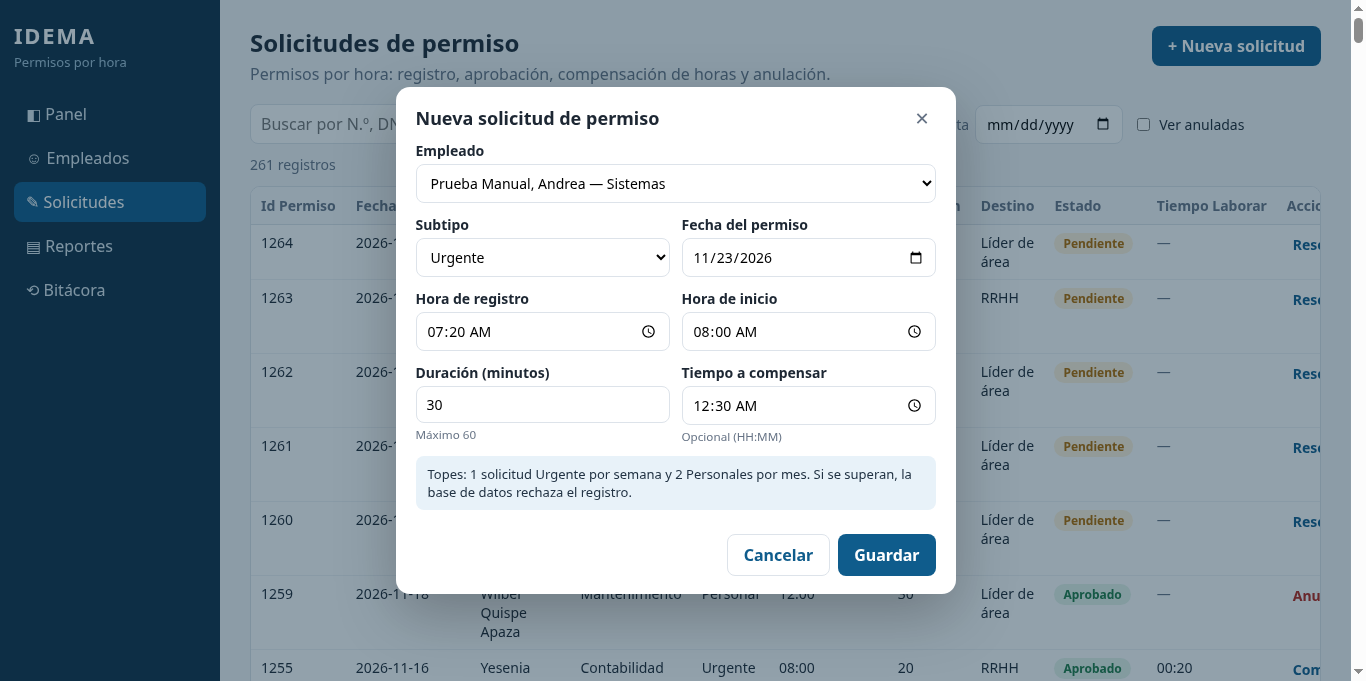 IDEMA
Permisos por hora
Panel
Empleados
Solicitudes
Reportes
Bitácora
Solicitudes de permiso
+ Nueva solicitud
Permisos por hora: registro, aprobación, compensación de horas y anulación.
Buscar por N.º, DN
mm/dd/yyyy
Ver anuladas
261 registros
Nueva solicitud de permiso
Empleado
Prueba Manual, Andrea — Sistemas
Subtipo Fecha del permiso
Urgente 11/23/2026
Hora de registro Hora de inicio
07:20 AM 08:00 AM
Duración (minutos) Tiempo a compensar
30 12:30 AM
Máximo 60 Opcional (HH:MM)
Topes: 1 solicitud Urgente por semana y 2 Personales por mes. Si se superan, la
base de datos rechaza el registro.
Cancelar Guardar
Id Permiso Fecha Destino Estado Tiempo Laborar Accio
1264 2026-1 Líder de área Pendiente — Reso
1263 2026-1 RRHH Pendiente — Reso
1262 2026-1 Líder de área Pendiente — Reso
1261 2026-1 Líder de área Pendiente — Reso
1260 2026-1 Líder de área Pendiente — Reso
1259 2026-11-18 Wilber Quispe Apaza Mantenimiento Personal 12:00 30 Líder de área Aprobado — Anu
1255 2026-11-16 Yesenia Contabilidad Urgente 08:00 20 RRHH Aprobado 00:20 Com